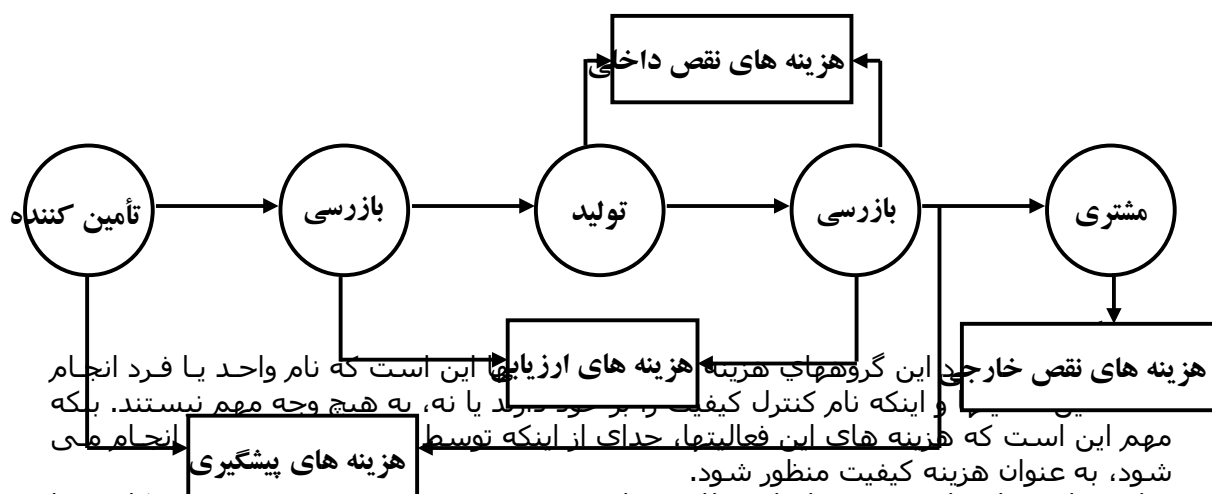 هزینه های نقص داخلی
تأمین کننده
بازرسی
تولید
بازرسی
مشتری
هزینه های ارزیابی
هزینه های نقص خارجی
این گروههاي هزینه این است که نام واحد یا فرد انجام
و اینکه نام کنترل کیفیت را بر خود دارند یا نه، به هیچ وجه مهم نیستند. بلکه
مهم این است که هزینه های این فعالیتها، جدای از اینکه توسط انجام می
شود، به عنوان هزینه کیفیت منظور شود.
هزینه های پیشگیری